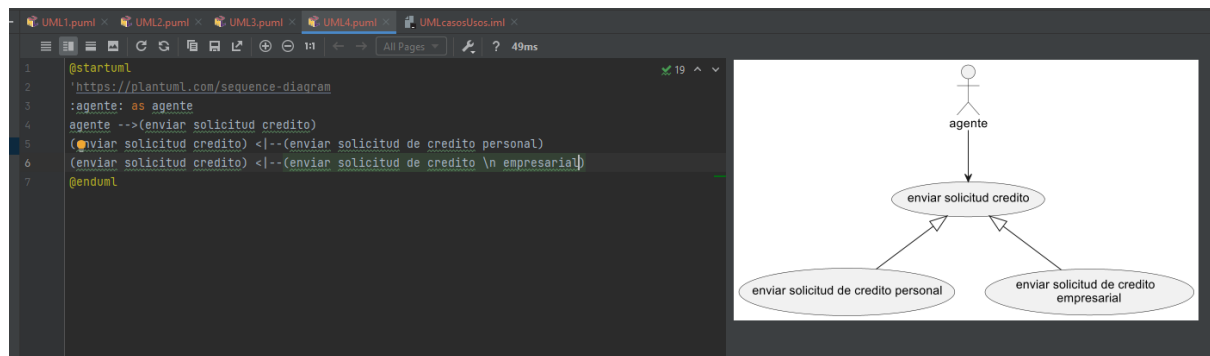 UML1.puml × UML2.puml × UML3.puml × UML4.puml × UMLcasosUsos.iml ×
1:1 All Pages ? 49ms
1 @startuml 19
2 'https://plantuml.com/sequence-diagram
3 :agente: as agente
4 agente -->(enviar solicitud credito)
5 (enviar solicitud credito) <|--(enviar solicitud de credito personal)
6 (enviar solicitud credito) <|--(enviar solicitud de credito \n empresarial)
7 @enduml
agente
enviar solicitud credito
enviar solicitud de credito personal
enviar solicitud de credito
empresarial